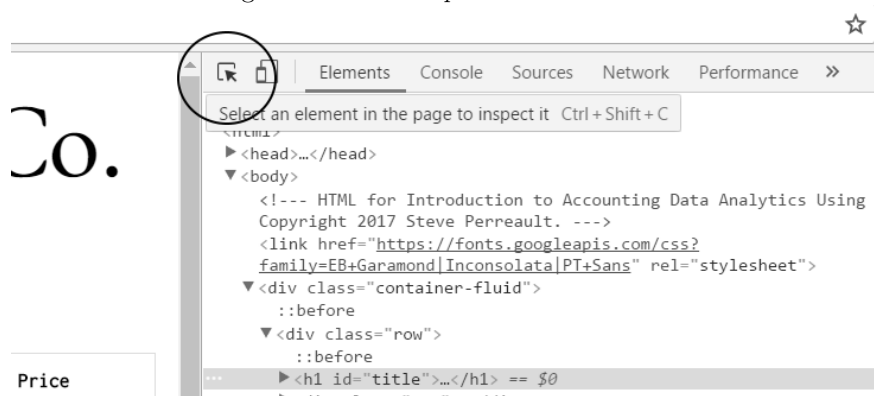 Elements Console Sources Network Performance »
Select an element in the page to inspect it Ctrl + Shift + C
<html>
Co.
▶<head>…</head>
▼<body>
<!--- HTML for Introduction to Accounting Data Analytics Using
Copyright 2017 Steve Perreault. --->
<link href="https://fonts.googleapis.com/css?
family=EB+Garamond|Inconsolata|PT+Sans" rel="stylesheet">
▼<div class="container-fluid">
::before
▼<div class="row">
::before
Price
… ▶<h1 id="title">…</h1> == $0